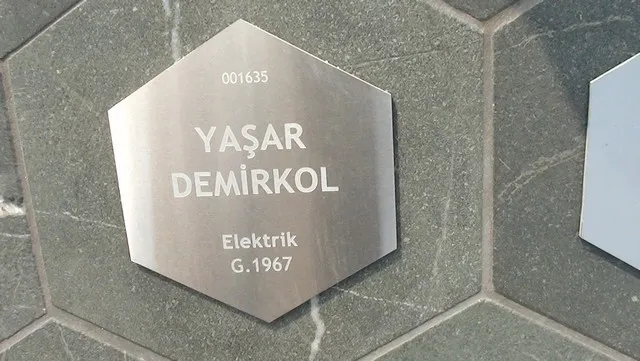 001635
YAŞAR
DEMİRKOL
Elektrik
G.1967